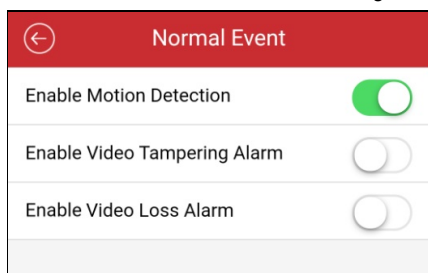 Normal Event
Enable Motion Detection
Enable Video Tampering Alarm
Enable Video Loss Alarm